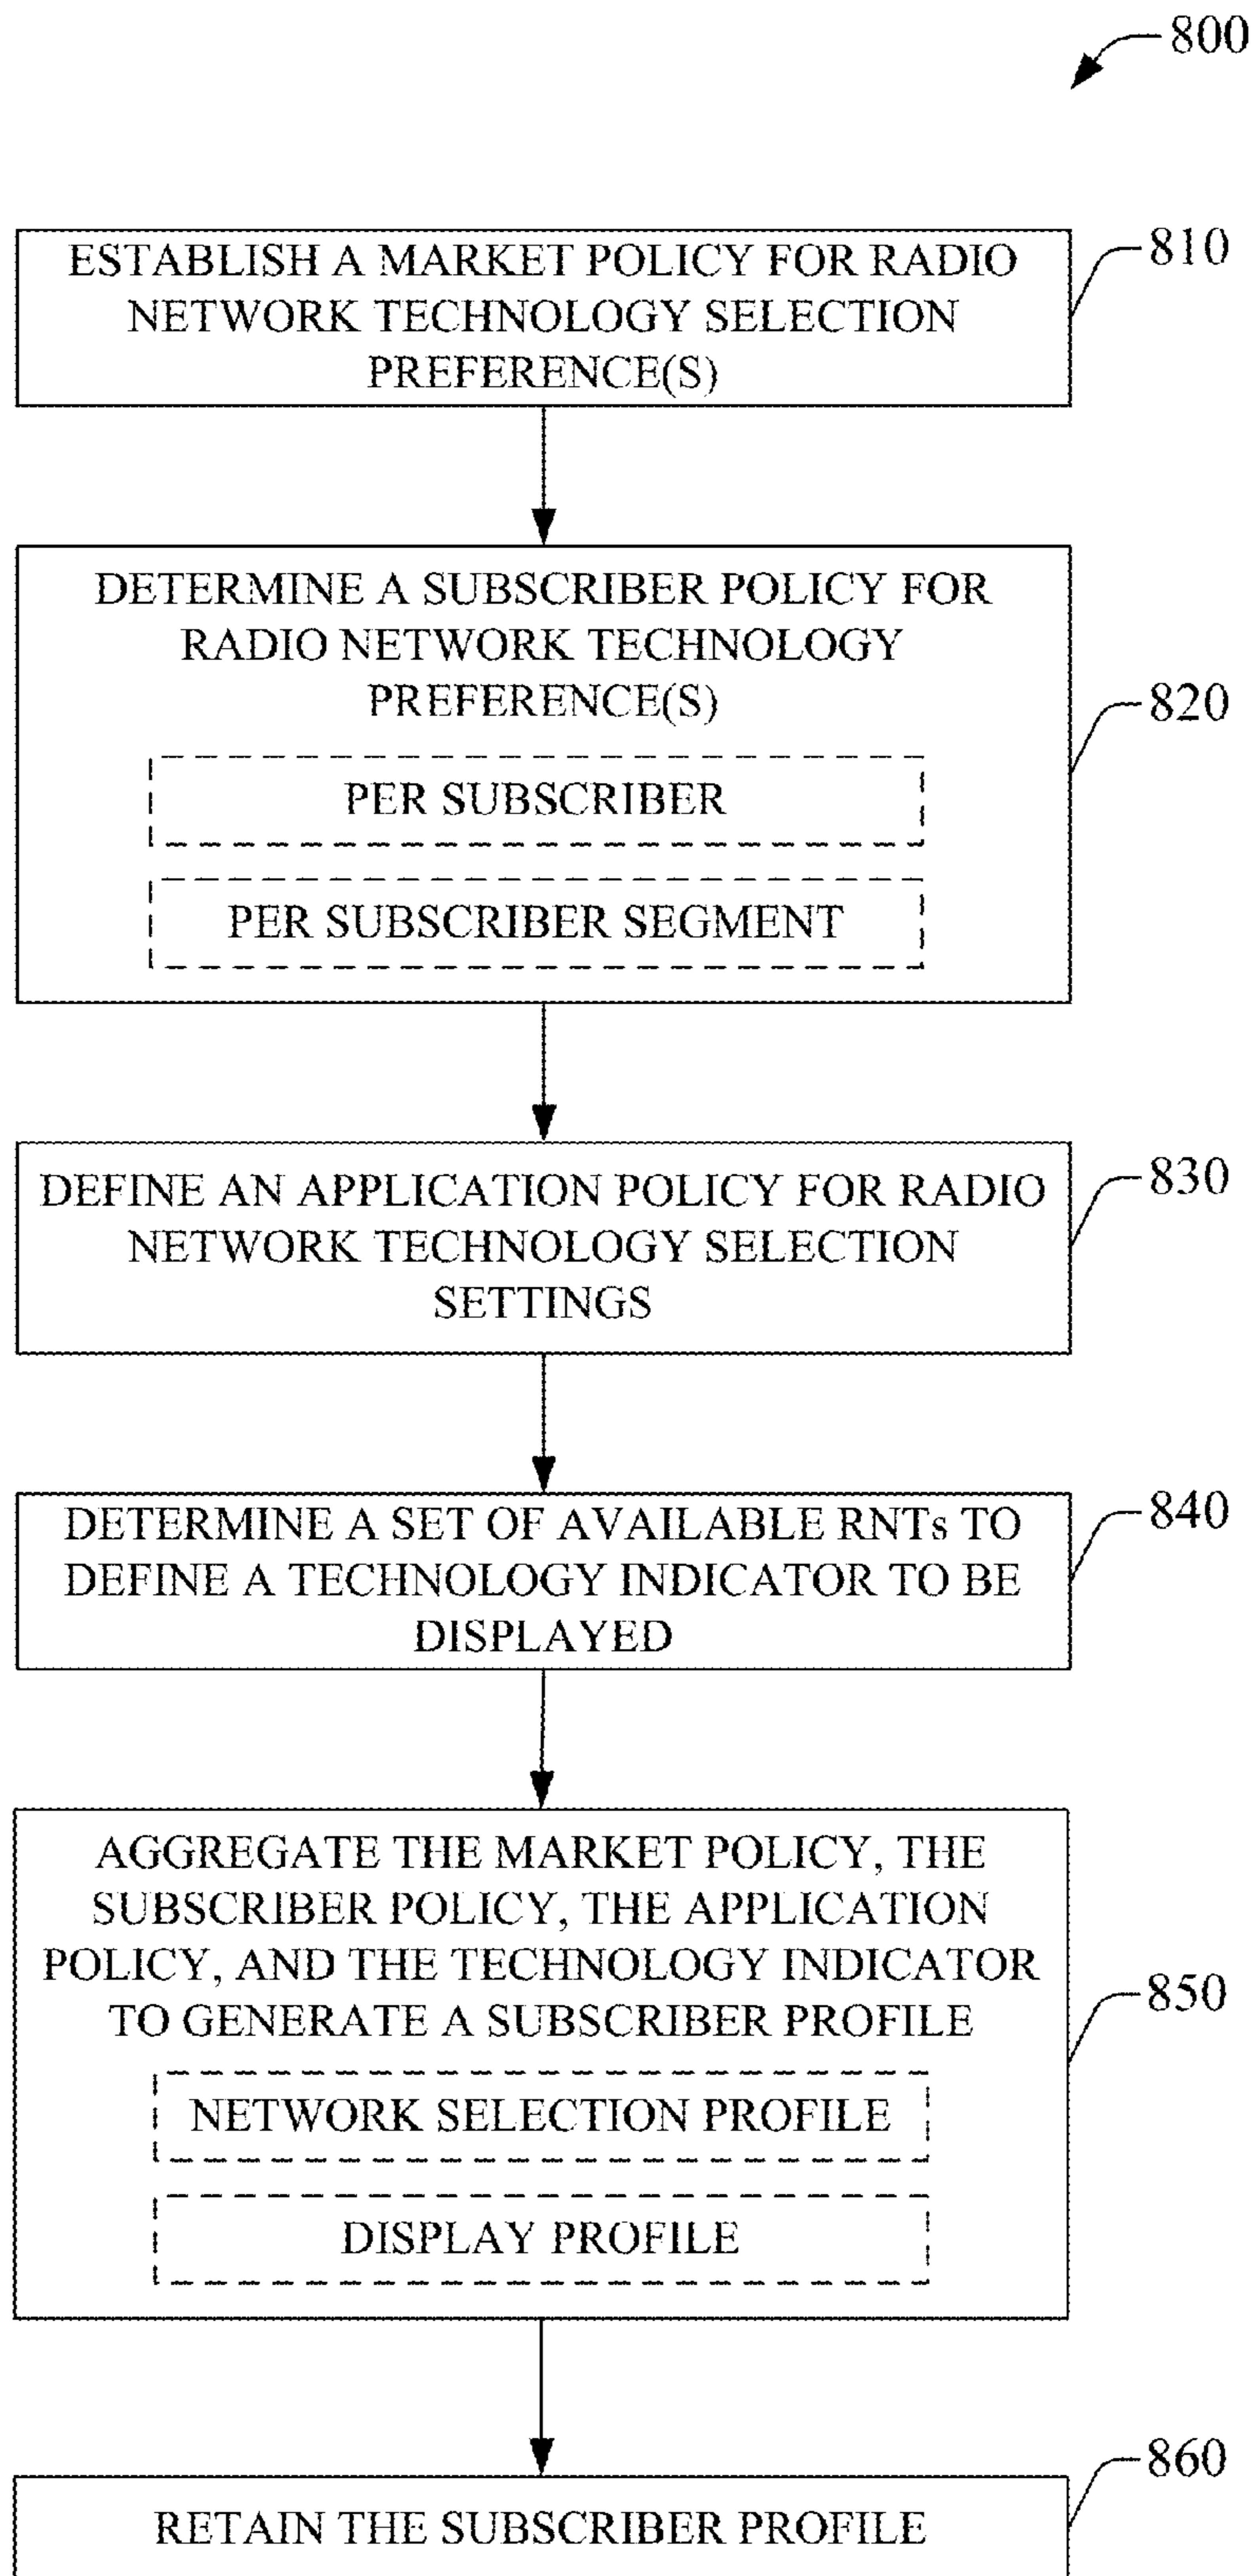 800
ESTABLISH A MARKET POLICY FOR RADIO
NETWORK TECHNOLOGY SELECTION
PREFERENCE(S)
810
DETERMINE A SUBSCRIBER POLICY FOR
RADIO NETWORK TECHNOLOGY
PREFERENCE(S)
820
PER SUBSCRIBER
PER SUBSCRIBER SEGMENT
DEFINE AN APPLICATION POLICY FOR RADIO
NETWORK TECHNOLOGY SELECTION
SETTINGS
830
DETERMINE A SET OF AVAILABLE RNTs TO
DEFINE A TECHNOLOGY INDICATOR TO BE
DISPLAYED
840
AGGREGATE THE MARKET POLICY, THE
SUBSCRIBER POLICY, THE APPLICATION
POLICY, AND THE TECHNOLOGY INDICATOR
TO GENERATE A SUBSCRIBER PROFILE
850
NETWORK SELECTION PROFILE
DISPLAY PROFILE
RETAIN THE SUBSCRIBER PROFILE
860